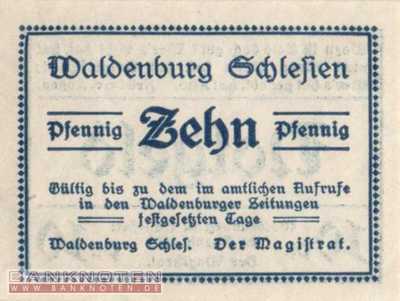 Waldenburg Schlesien
Pfennig Zehn Pfennig
Gültig bis zu dem im amtlichen Aufrufe
in den Waldenburger Zeitungen
festgesetzten Tage
Waldenburg Schles. Der Magistrat.
BANKNOTEN
WWW.BANKNOTEN.DE